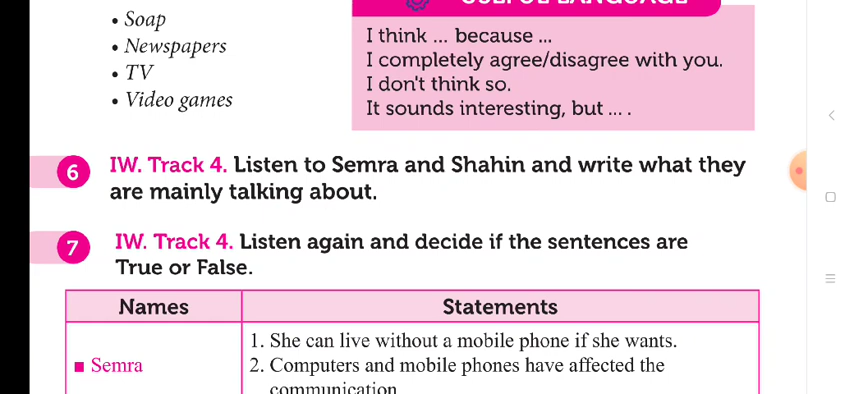 USEFUL LANGUAGE
• Soap
• Newspapers
• TV
• Video games
I think ... because ...
I completely agree/disagree with you.
I don't think so.
It sounds interesting, but ... .
6 IW. Track 4. Listen to Semra and Shahin and write what they
are mainly talking about.
7 IW. Track 4. Listen again and decide if the sentences are
True or False.
Names Statements
■ Semra
1. She can live without a mobile phone if she wants.
2. Computers and mobile phones have affected the
communication